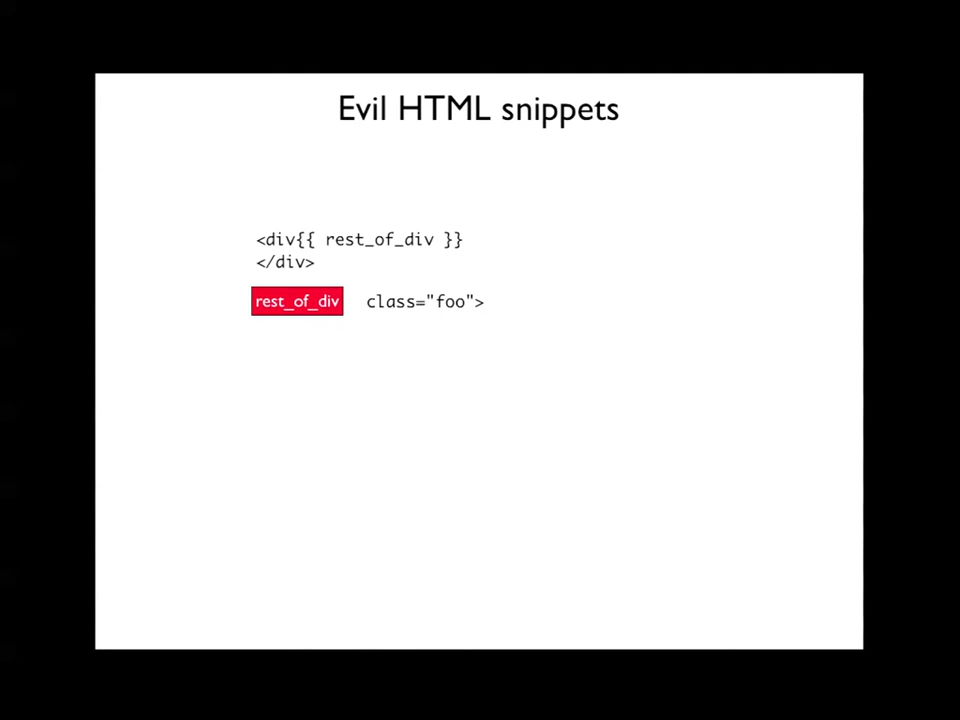 Evil HTML snippets
<div{{ rest_of_div }}
</div>
rest_of_div class="foo">